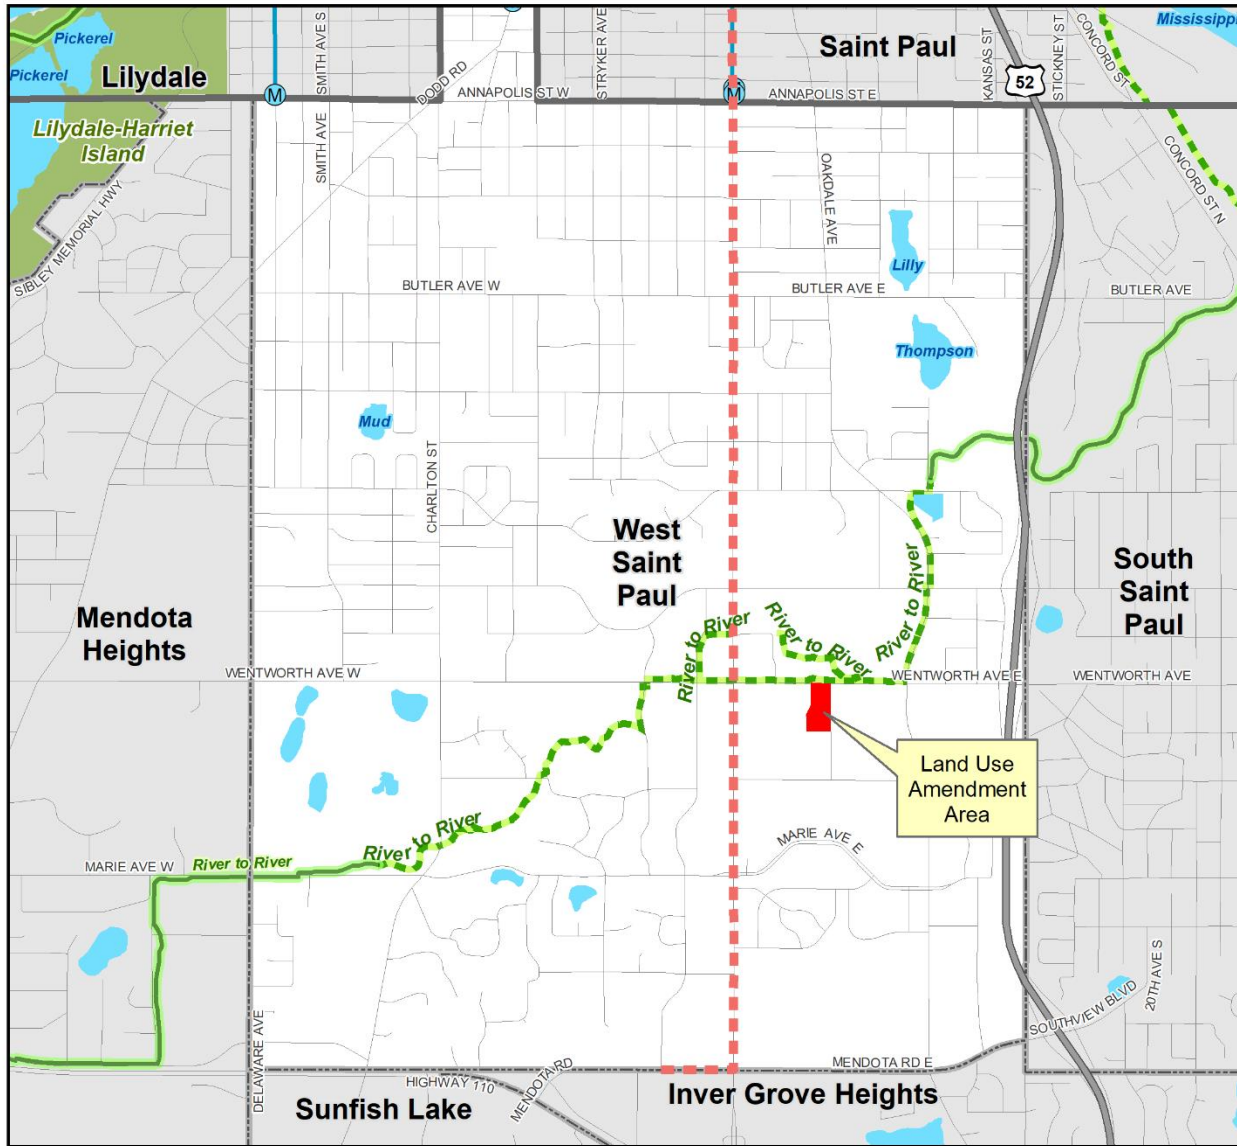 Mississippi
Pickerel
SMITH AVE S
STRYKER AVE
Saint Paul
KANSAS ST
STICKNEY ST
CONCORD ST
Pickerel
Lilydale
DODD RD
52
M
ANNAPOLIS ST W
M
ANNAPOLIS ST E
Lilydale-Harriet
Island
SMITH AVE
OAKDALE AVE
CONCORD ST N
SIBLEY MEMORIAL HWY
Lilly
BUTLER AVE W
BUTLER AVE E
BUTLER AVE
Thompson
Mud
CHARLTON ST
West
Saint
Paul
South
Saint
Paul
Mendota
Heights
River to River
River to River
River to River
WENTWORTH AVE W
WENTWORTH AVE E
WENTWORTH AVE
Land Use
Amendment
Area
River to River
MARIE AVE E
MARIE AVE W
River to River
20TH AVE S
SOUTHVIEW BLVD
DELAWARE AVE
MENDOTA RD E
HIGHWAY 110
MENDOTA RD
Sunfish Lake
Inver Grove Heights